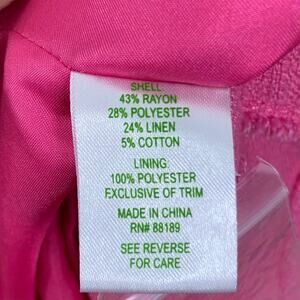 SHELL
43% RAYON
28% POLYESTER
24% LINEN
5% COTTON
LINING
100% POLYESTER
EXCLUSIVE OF TRIM
MADE IN CHINA
RN# 88189
SEE REVERSE
FOR CARE